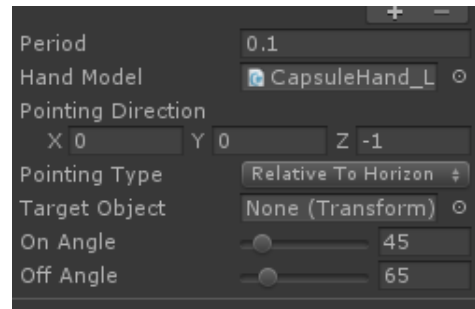 + −
Period 0.1
Hand Model CapsuleHand_L
Pointing Direction
X 0 Y 0 Z -1
Pointing Type Relative To Horizon
Target Object None (Transform)
On Angle 45
Off Angle 65